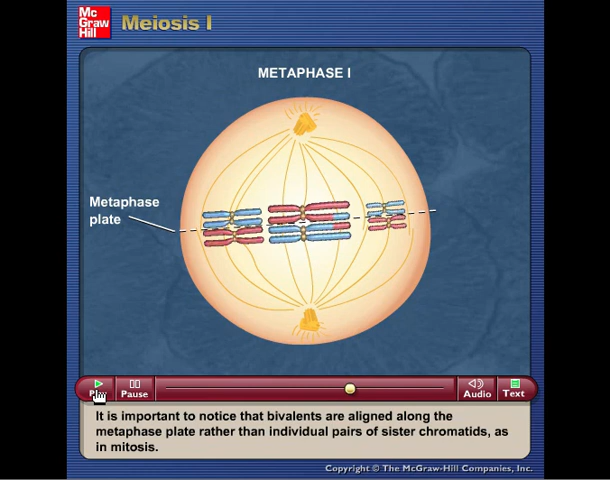 Mc
Graw
Hill
Meiosis I
METAPHASE I
Metaphase
plate
Play
Pause
Audio
Text
It is important to notice that bivalents are aligned along the
metaphase plate rather than individual pairs of sister chromatids, as
in mitosis.
Copyright © The McGraw-Hill Companies, Inc.